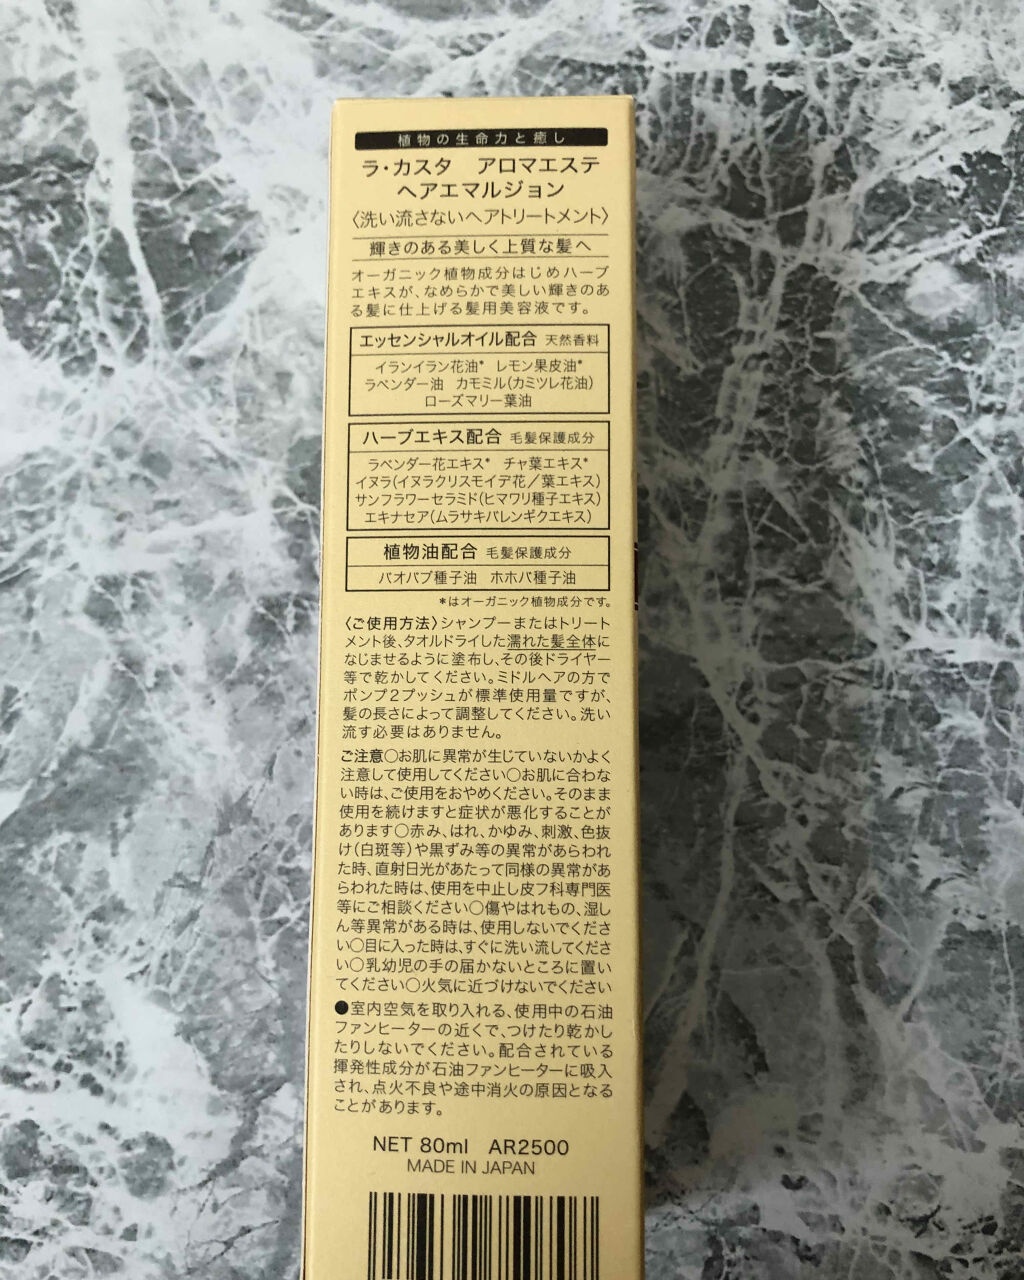 植物の生命力と癒し
ラ・カスタ アロマエステ
ヘアエマルジョン
〈洗い流さないヘアトリートメント〉
輝きのある美しく上質な髪へ
オーガニック植物成分はじめハーブ
エキスが、なめらかで美しい輝きのあ
る髪に仕上げる髪用美容液です。
エッセンシャルオイル配合 天然香料
イランイラン花油* レモン果皮油*
ラベンダー油 カモミル(カミツレ花油)
ローズマリー葉油
ハーブエキス配合 毛髪保護成分
ラベンダー花エキス* チャ葉エキス*
イヌラ(イヌラクリスモイデ花/葉エキス)
サンフラワーセラミド(ヒマワリ種子エキス)
エキナセア(ムラサキバレンギクエキス)
植物油配合 毛髪保護成分
バオバブ種子油 ホホバ種子油
*はオーガニック植物成分です。
〈ご使用方法〉シャンプーまたはトリート
メント後、タオルドライした濡れた髪全体に
なじませるように塗布し、その後ドライヤー
等で乾かしてください。ミドルヘアの方で
ポンプ2プッシュが標準使用量ですが、
髪の長さによって調整してください。洗い
流す必要はありません。
ご注意○お肌に異常が生じていないかよく
注意して使用してください○お肌に合わな
い時は、ご使用をおやめください。そのまま
使用を続けますと症状が悪化することが
あります○赤み、はれ、かゆみ、刺激、色抜
け(白斑等)や黒ずみ等の異常があらわれ
た時、直射日光があたって同様の異常があ
らわれた時は、使用を中止し皮フ科専門医
等にご相談ください○傷やはれもの、湿し
ん等異常がある時は、使用しないでくださ
い○目に入った時は、すぐに洗い流してくださ
い○乳幼児の手の届かないところに置い
てください○火気に近づけないでください
●室内空気を取り入れる、使用中の石油
ファンヒーターの近くで、つけたり乾かし
たりしないでください。配合されている
揮発性成分が石油ファンヒーターに吸入
され、点火不良や途中消火の原因となる
ことがあります。
NET 80ml AR2500
MADE IN JAPAN